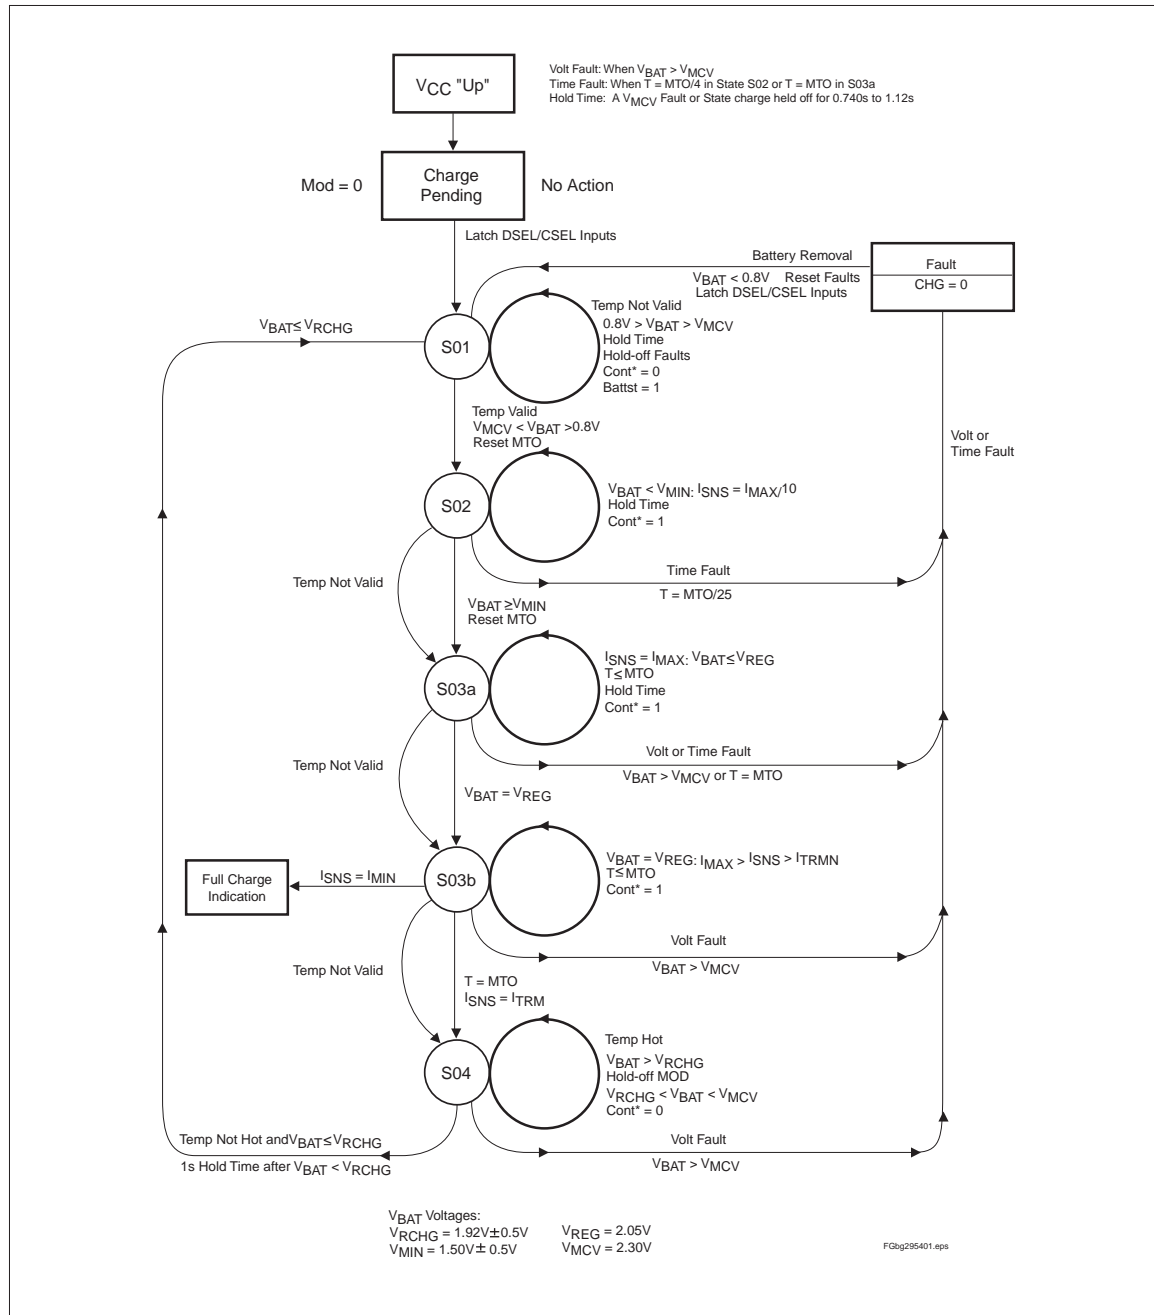 VCC "Up"
Volt Fault: When VBAT > VMCV
Time Fault: When T = MTO/4 in State S02 or T = MTO in S03a
Hold Time: A VMCV Fault or State charge held off for 0.740s to 1.12s
Mod = 0
Charge
Pending
No Action
Latch DSEL/CSEL Inputs
Battery Removal
VBAT < 0.8V Reset Faults
Latch DSEL/CSEL Inputs
Fault
CHG = 0
VBAT ≤ VRCHG
S01
Temp Not Valid
0.8V > VBAT > VMCV
Hold Time
Hold-off Faults
Cont* = 0
Battst = 1
Temp Valid
VMCV < VBAT >0.8V
Reset MTO
Volt or
Time Fault
S02
VBAT < VMIN: ISNS = IMAX/10
Hold Time
Cont* = 1
Temp Not Valid
Time Fault
T = MTO/25
VBAT ≥VMIN
Reset MTO
S03a
ISNS = IMAX: VBAT≤VREG
T≤MTO
Hold Time
Cont* = 1
Temp Not Valid
Volt or Time Fault
VBAT > VMCV or T = MTO
VBAT = VREG
S03b
VBAT = VREG: IMAX > ISNS > ITRMN
T≤MTO
Cont* = 1
Full Charge
Indication
ISNS = IMIN
Temp Not Valid
Volt Fault
VBAT > VMCV
T = MTO
ISNS = ITRM
S04
Temp Hot
VBAT > VRCHG
Hold-off MOD
VRCHG < VBAT < VMCV
Cont* = 0
Temp Not Hot andVBAT≤VRCHG
1s Hold Time after VBAT < VRCHG
Volt Fault
VBAT > VMCV
VBAT Voltages:
VRCHG = 1.92V±0.5V
VMIN = 1.50V± 0.5V
VREG = 2.05V
VMCV = 2.30V
FGbg295401.eps